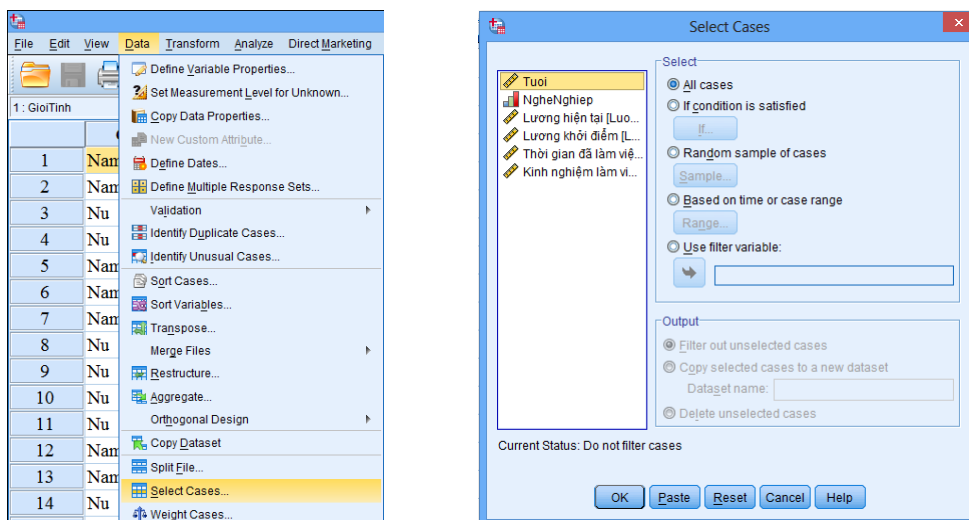 File Edit View Data Transform Analyze Direct Marketing
Define Variable Properties...
Set Measurement Level for Unknown...
1 : GioiTinh
Copy Data Properties...
New Custom Attribute...
1 Nam
Define Dates...
2 Nam
Define Multiple Response Sets...
3 Nu
Validation
4 Nu
Identify Duplicate Cases...
5 Nam
Identify Unusual Cases...
6 Nam
Sort Cases...
7 Nam
Sort Variables...
Transpose...
8 Nu
Merge Files
9 Nu
Restructure...
10 Nu
Aggregate...
11 Nu
Orthogonal Design
12 Nam
Copy Dataset
13 Nam
Split File...
14 Nu
Select Cases...
Weight Cases...
Select Cases
Tuoi
NgheNghiep
Lương hiện tại [Luo...
Lương khởi điểm [L...
Thời gian đã làm việ...
Kinh nghiệm làm vi...
Select
All cases
If condition is satisfied
If...
Random sample of cases
Sample...
Based on time or case range
Range...
Use filter variable:
Output
Filter out unselected cases
Copy selected cases to a new dataset
Dataset name:
Delete unselected cases
Current Status: Do not filter cases
OK Paste Reset Cancel Help